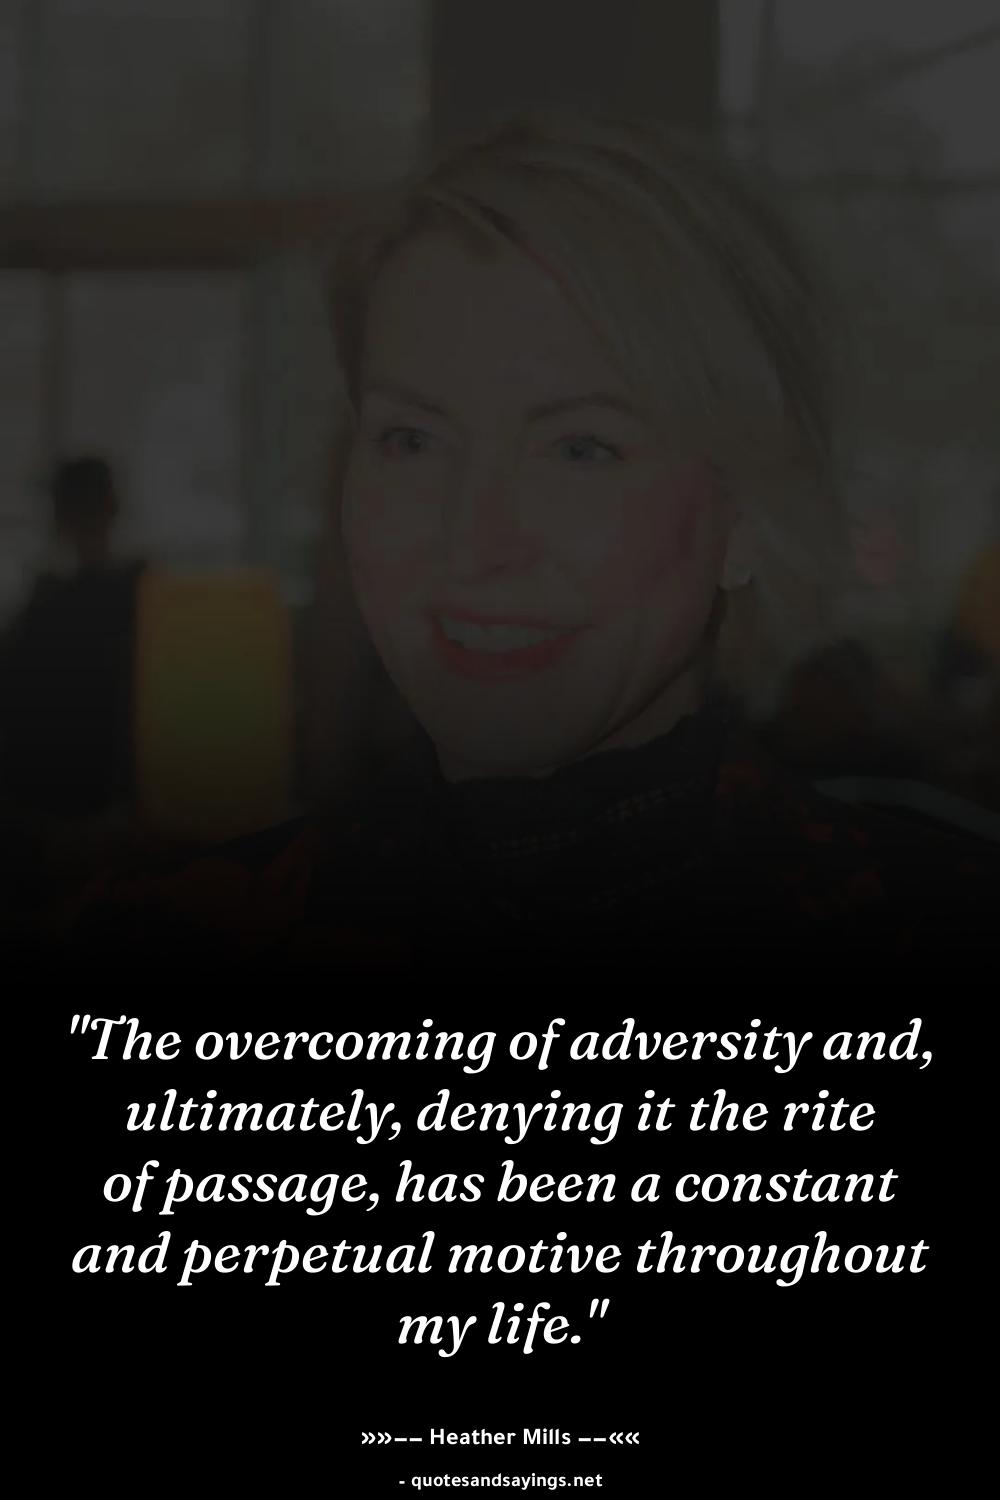 "The overcoming of adversity and,
ultimately, denying it the rite
of passage, has been a constant
and perpetual motive throughout
my life."
»»−− Heather Mills −−««
- quotesandsayings.net